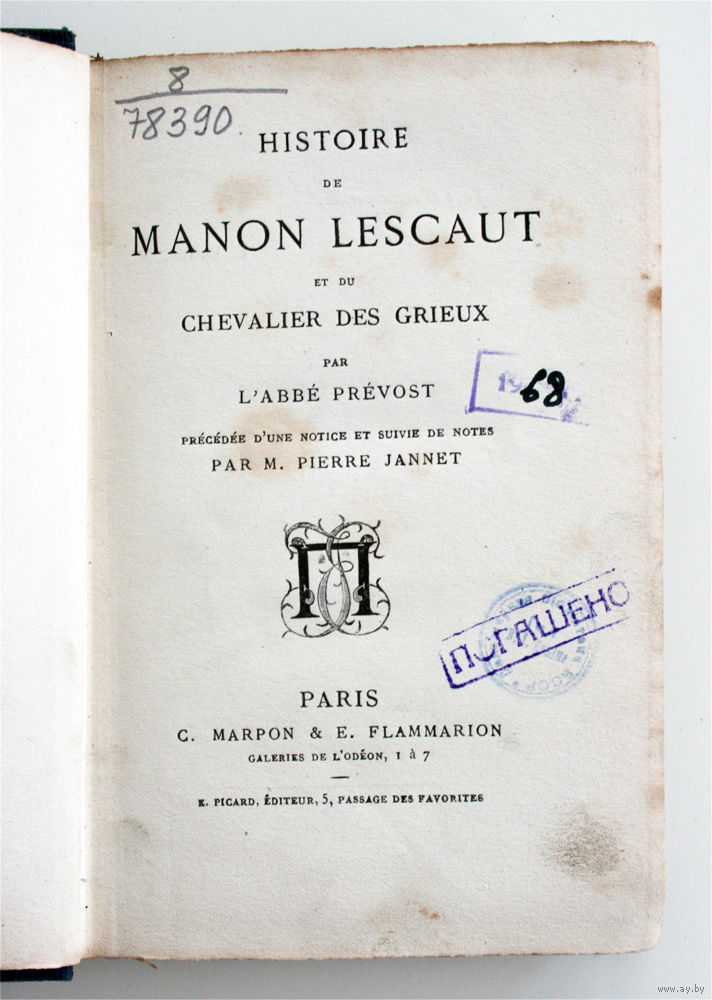 8
78390.
HISTOIRE
DE
MANON LESCAUT
ET DU
CHEVALIER DES GRIEUX
PAR
L'ABBÉ PRÉVOST
68
PRÉCÉDÉE D'UNE NOTICE ET SUIVIE DE NOTES
PAR M. PIERRE JANNET
ПОГАШЕНО
PARIS
C. MARPON & E. FLAMMARION
GALERIES DE L'ODÉON, 1 à 7
E. PICARD, ÉDITEUR, 5, PASSAGE DES FAVORITES
www.ay.by